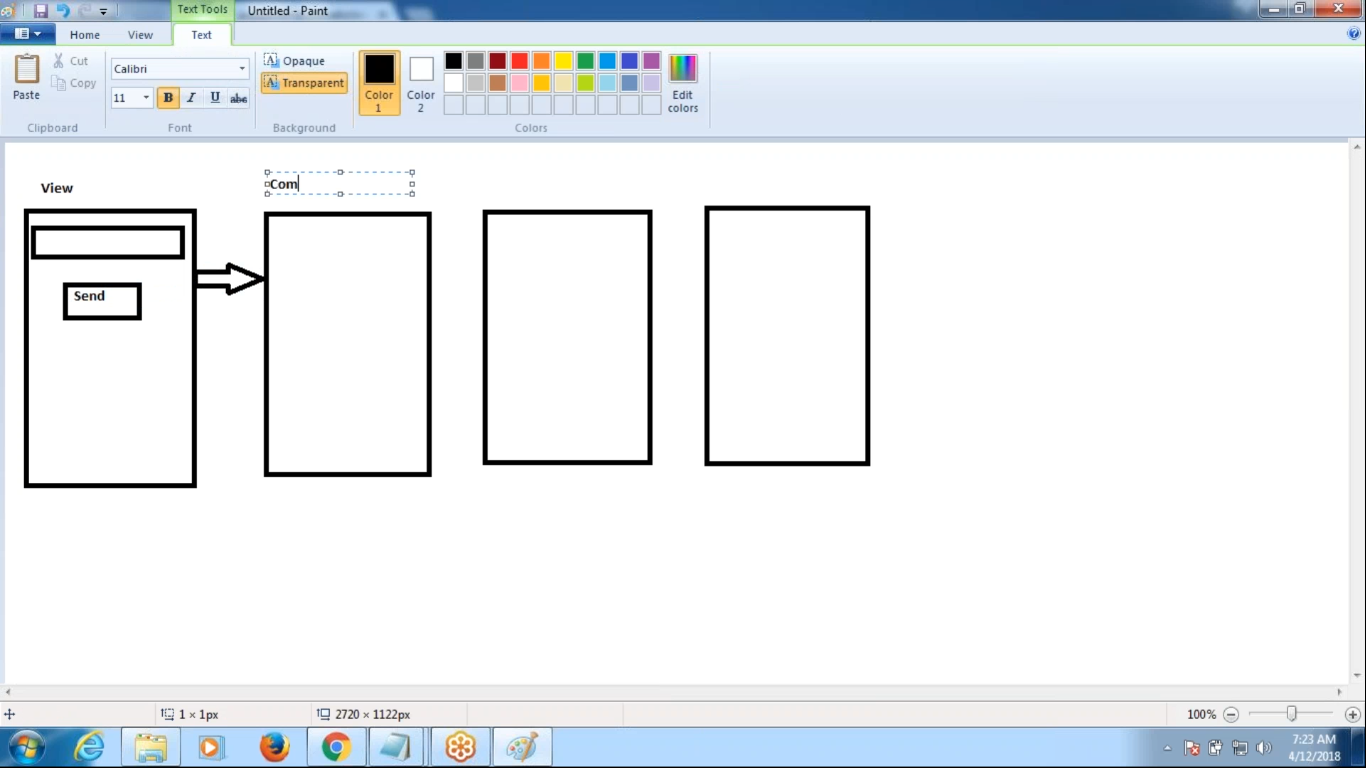 Text Tools
Untitled - Paint
Home
View
Text
Paste
Cut
Copy
Clipboard
Calibri
11
B
I
U
abc
Font
Opaque
Transparent
Background
Color
1
Color
2
Edit
colors
Colors
View
Com
Send
1 × 1px
2720 × 1122px
100%
7:23 AM
4/12/2018